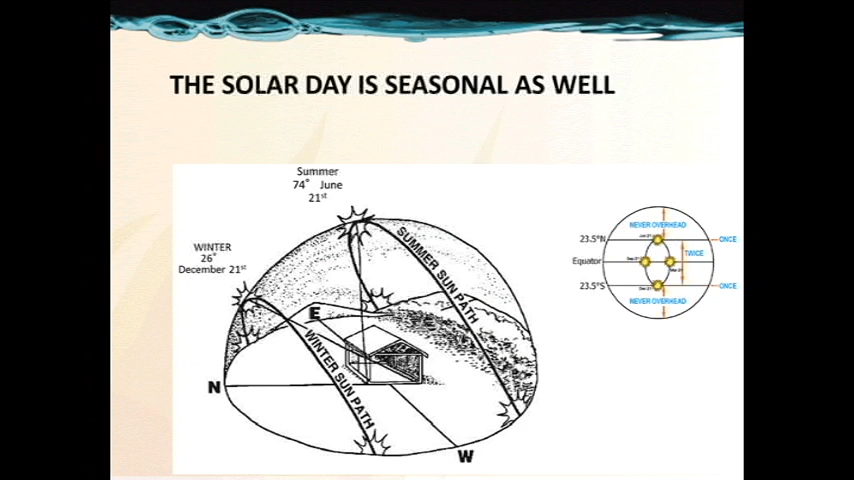 THE SOLAR DAY IS SEASONAL AS WELL
Summer
74° June
21st
WINTER
26°
December 21st
SUMMER SUN PATH
WINTER SUN PATH
E
N
W
NEVER OVERHEAD
23.5°N
ONCE
TWICE
Equator
23.5°S
ONCE
NEVER OVERHEAD